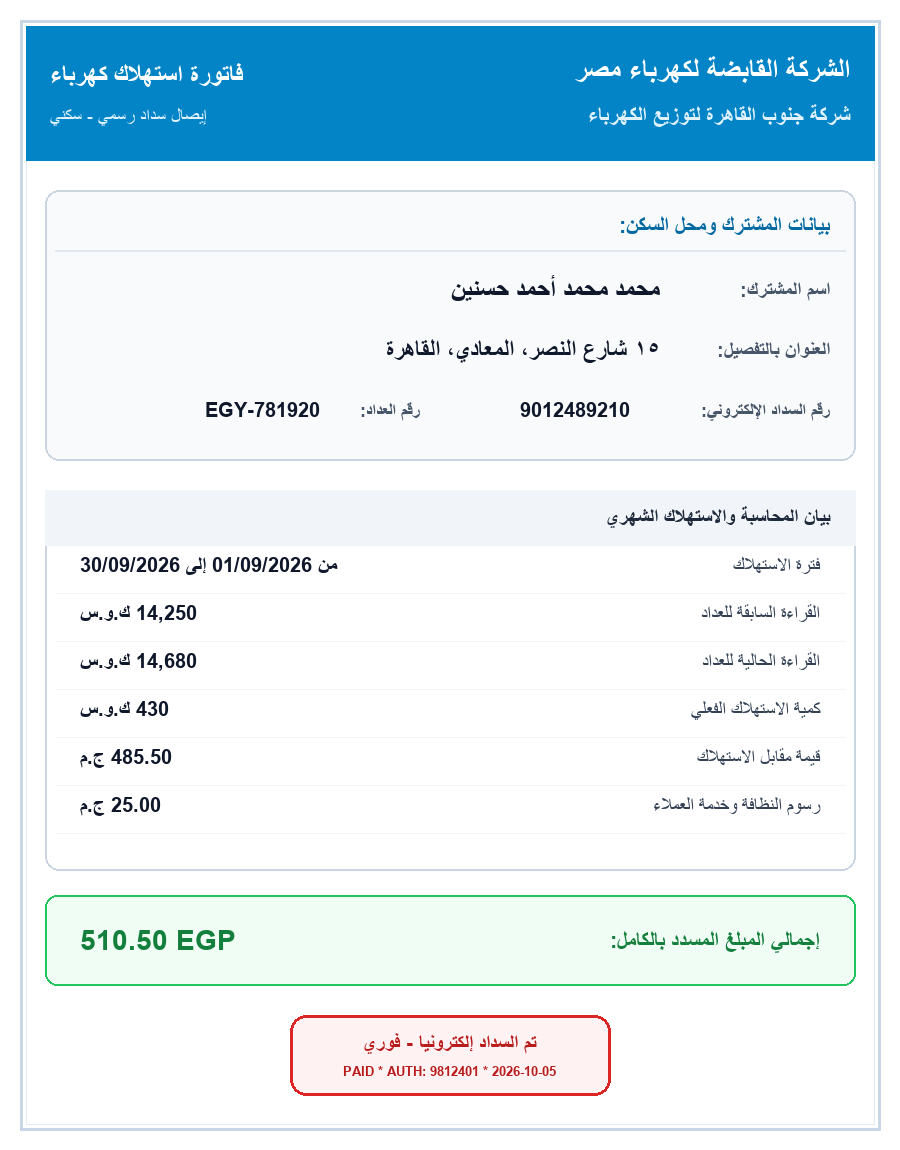 الشركة القابضة لكهرباء مصر
فاتورة استهلاك كهرباء
شركة جنوب القاهرة لتوزيع الكهرباء
إيصال سداد رسمي - سكني
بيانات المشترك ومحل السكن:
اسم المشترك: محمد محمد أحمد حسنين
العنوان بالتفصيل: ١٥ شارع النصر، المعادي، القاهرة
رقم السداد الإلكتروني: 9012489210 رقم العداد: EGY-781920
بيان المحاسبة والاستهلاك الشهري
فترة الاستهلاك من 01/09/2026 إلى 30/09/2026
القراءة السابقة للعداد 14,250 ك.و.س
القراءة الحالية للعداد 14,680 ك.و.س
كمية الاستهلاك الفعلي 430 ك.و.س
قيمة مقابل الاستهلاك 485.50 ج.م
رسوم النظافة وخدمة العملاء 25.00 ج.م
إجمالي المبلغ المسدد بالكامل: 510.50 EGP
تم السداد إلكترونيا - فوري
PAID * AUTH: 9812401 * 2026-10-05